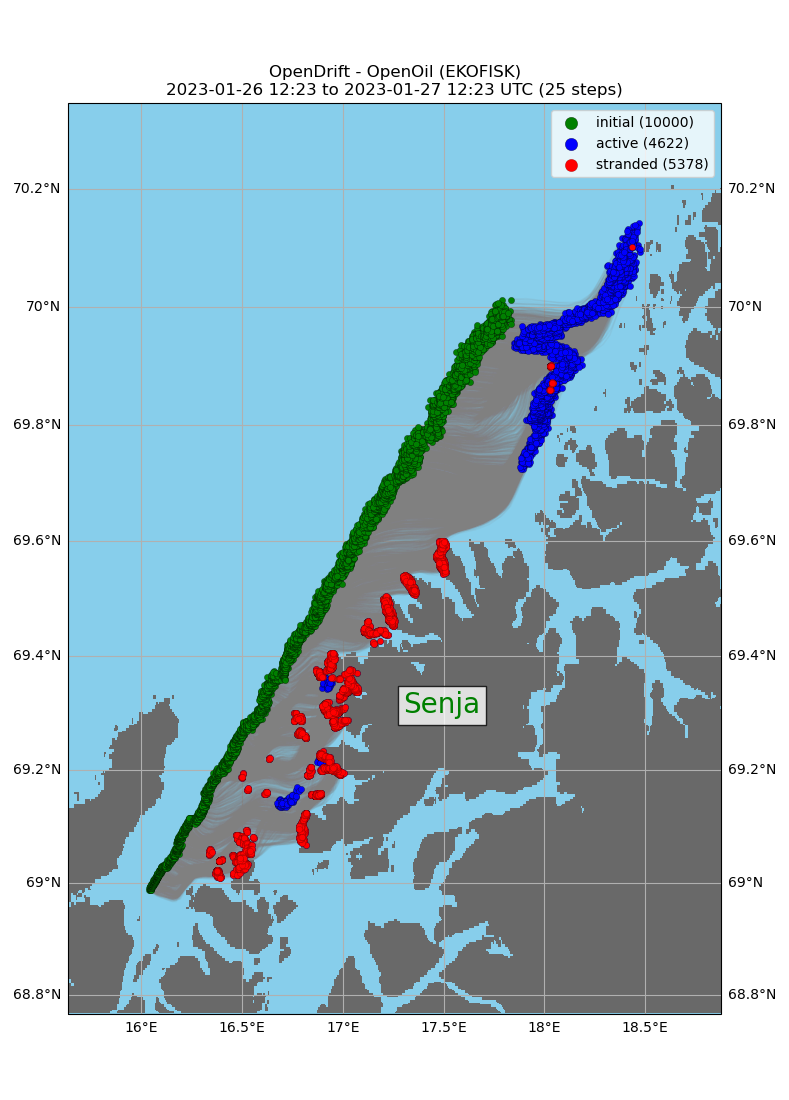 OpenDrift - OpenOil (EKOFISK)
2023-01-26 12:23 to 2023-01-27 12:23 UTC (25 steps)
initial (10000)
active (4622)
stranded (5378)
70.2°N 70.2°N
70°N 70°N
69.8°N 69.8°N
69.6°N 69.6°N
69.4°N 69.4°N
Senja
69.2°N 69.2°N
69°N 69°N
68.8°N 68.8°N
16°E 16.5°E 17°E 17.5°E 18°E 18.5°E